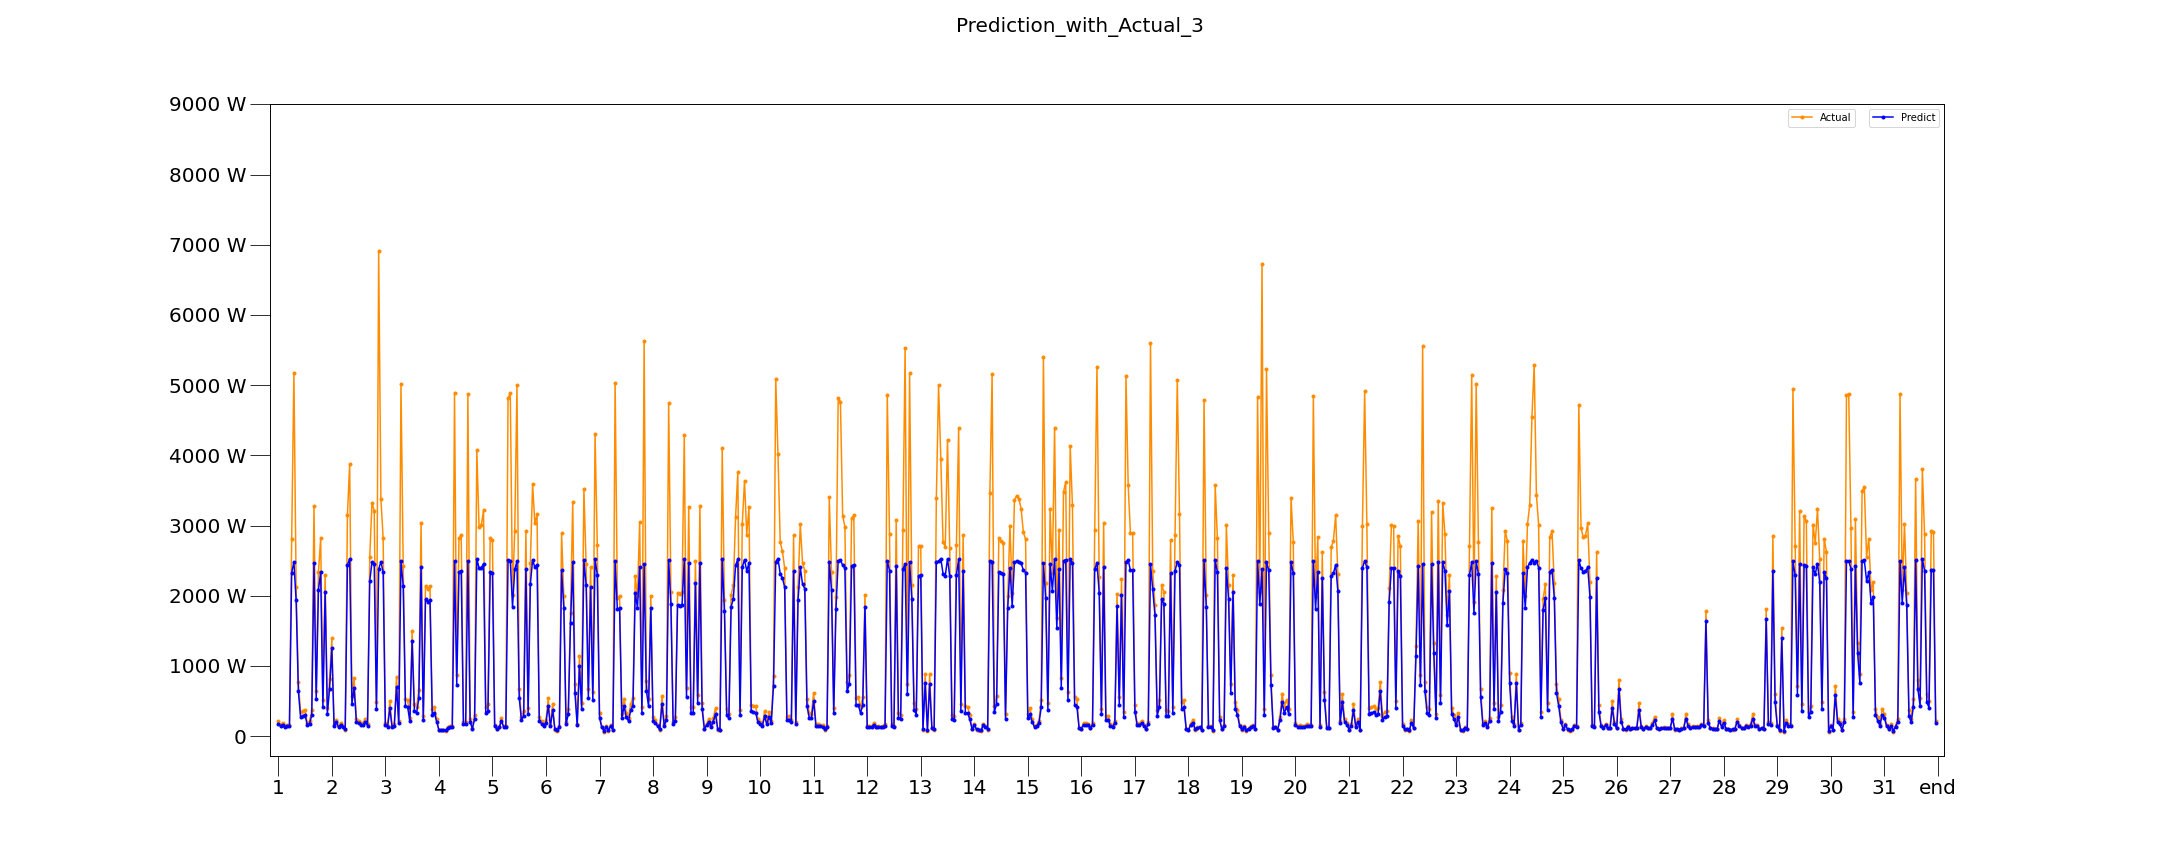 Prediction_with_Actual_3
9000 W
8000 W
7000 W
6000 W
5000 W
4000 W
3000 W
2000 W
1000 W
0
Actual Predict
1 2 3 4 5 6 7 8 9 10 11 12 13 14 15 16 17 18 19 20 21 22 23 24 25 26 27 28 29 30 31 end